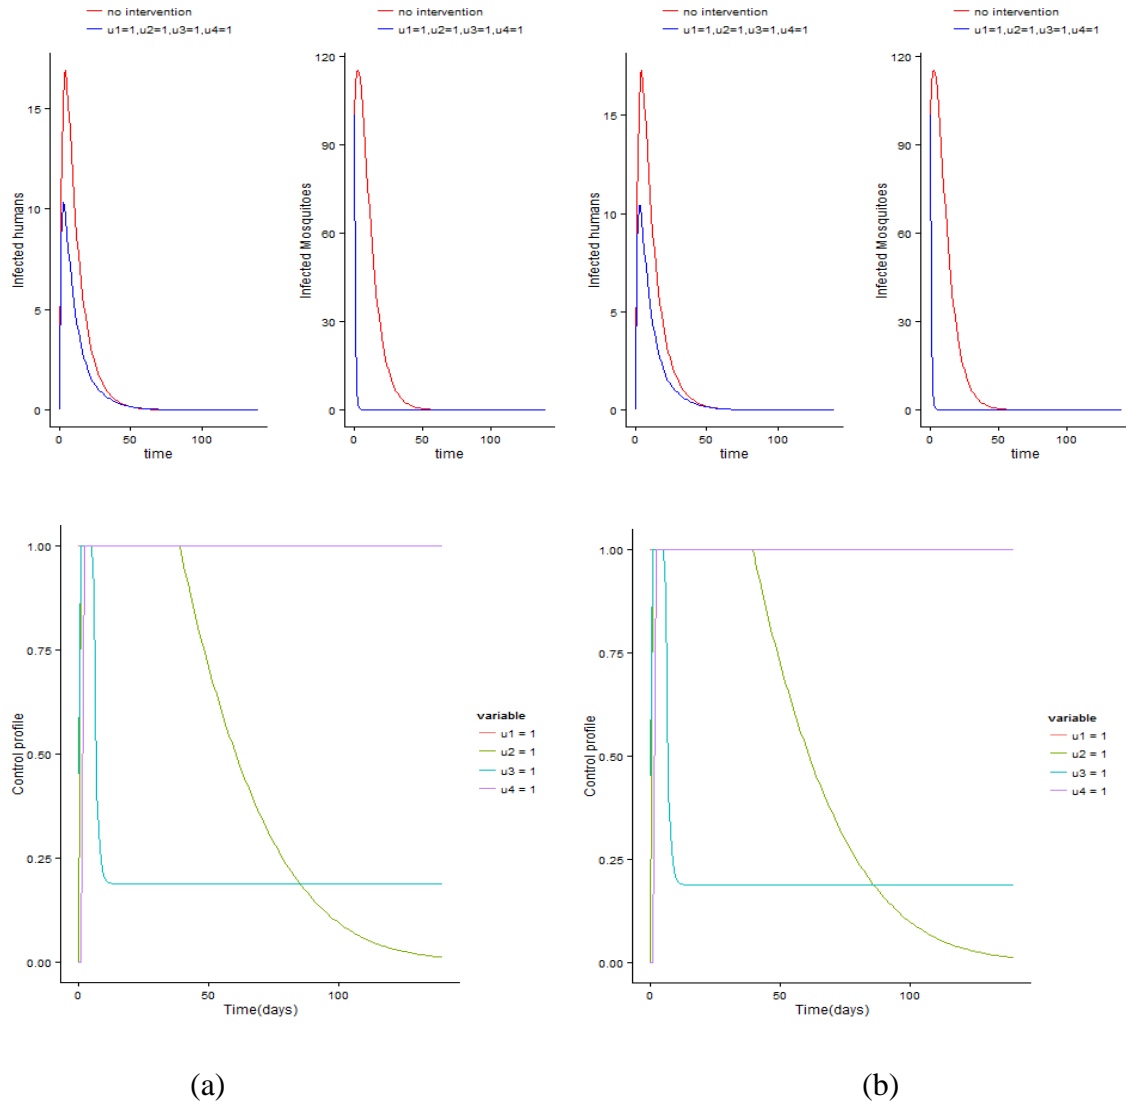 no intervention
u1=1,u2=1,u3=1,u4=1
Infected humans
15
10
5
0
0
50
100
time
no intervention
u1=1,u2=1,u3=1,u4=1
Infected Mosquitoes
120
90
60
30
0
0
50
100
time
no intervention
u1=1,u2=1,u3=1,u4=1
Infected humans
15
10
5
0
0
50
100
time
no intervention
u1=1,u2=1,u3=1,u4=1
Infected Mosquitoes
120
90
60
30
0
0
50
100
time
Control profile
1.00
0.75
0.50
0.25
0.00
0
50
100
Time(days)
variable
u1 = 1
u2 = 1
u3 = 1
u4 = 1
Control profile
1.00
0.75
0.50
0.25
0.00
0
50
100
Time(days)
variable
u1 = 1
u2 = 1
u3 = 1
u4 = 1
(a)
(b)